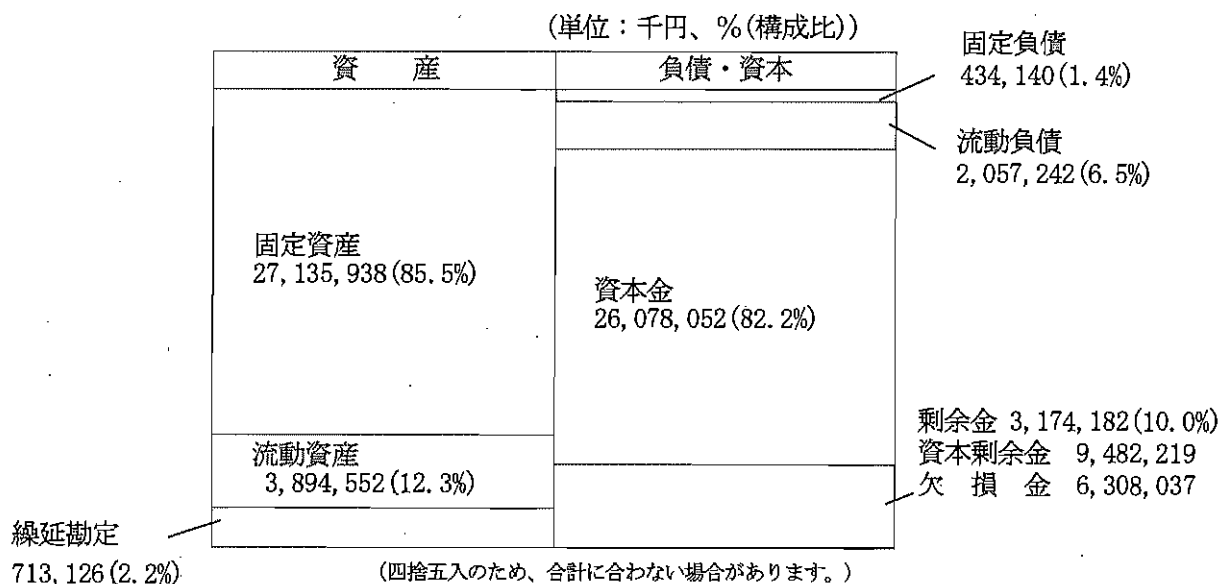 (単位：千円、%(構成比))
資　産
負債・資本
固定負債
434,140(1.4%)
流動負債
2,057,242(6.5%)
固定資産
27,135,938(85.5%)
資本金
26,078,052(82.2%)
流動資産
3,894,552(12.3%)
剰余金 3,174,182(10.0%)
資本剰余金 9,482,219
欠　損　金 6,308,037
繰延勘定
713,126(2.2%)
(四捨五入のため、合計に合わない場合があります。)